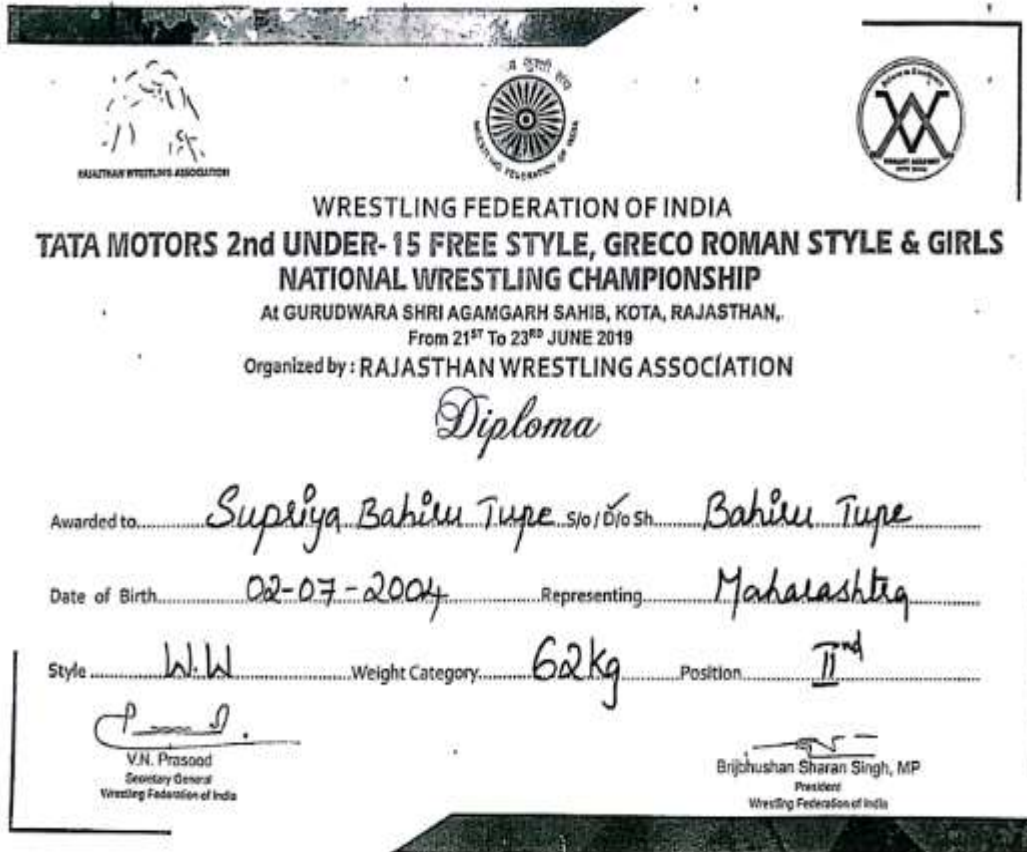 RAJASTHAN WRESTLING ASSOCIATION
WRESTLING FEDERATION OF INDIA
WRESTLING FEDERATION OF INDIA
TATA MOTORS 2nd UNDER-15 FREE STYLE, GRECO ROMAN STYLE & GIRLS
NATIONAL WRESTLING CHAMPIONSHIP
At GURUDWARA SHRI AGAMGARH SAHIB, KOTA, RAJASTHAN,.
From 21ST To 23RD JUNE 2019
Organized by : RAJASTHAN WRESTLING ASSOCIATION
Diploma
Awarded to Supriya Bahiru Tupe S/o / D/o Sh. Bahiru Tupe
Date of Birth 02-07-2004 Representing Maharashtra
Style W.W Weight Category 62kg Position IInd
V.N. Prasood
Secretary General
Wrestling Federation of India
Brijbhushan Sharan Singh, MP
President
Wrestling Federation of India